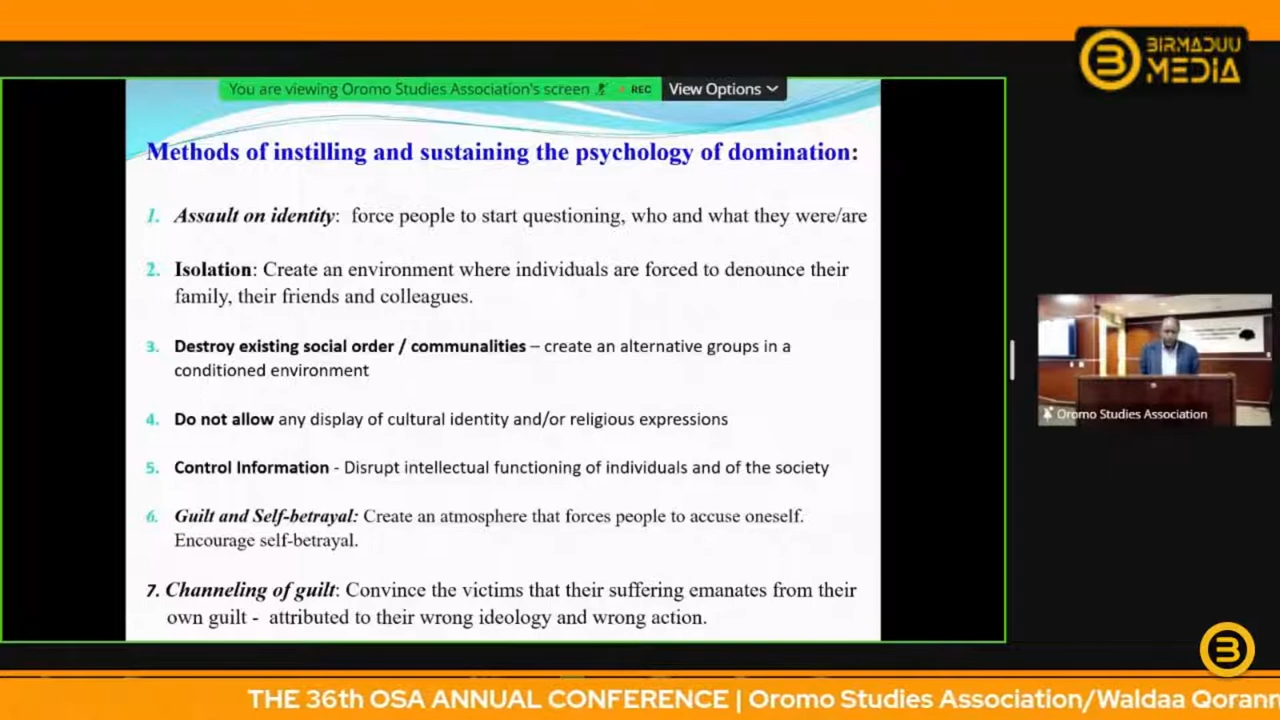 BIRMADUU
MEDIA
You are viewing Oromo Studies Association's screen
REC
View Options
Methods of instilling and sustaining the psychology of domination:
1. Assault on identity: force people to start questioning, who and what they were/are
2. Isolation: Create an environment where individuals are forced to denounce their
family, their friends and colleagues.
3. Destroy existing social order / communalities – create an alternative groups in a
conditioned environment
4. Do not allow any display of cultural identity and/or religious expressions
5. Control Information - Disrupt intellectual functioning of individuals and of the society
6. Guilt and Self-betrayal: Create an atmosphere that forces people to accuse oneself.
Encourage self-betrayal.
7. Channeling of guilt: Convince the victims that their suffering emanates from their
own guilt - attributed to their wrong ideology and wrong action.
Oromo Studies Association
THE 36th OSA ANNUAL CONFERENCE | Oromo Studies Association/Waldaa Qorann